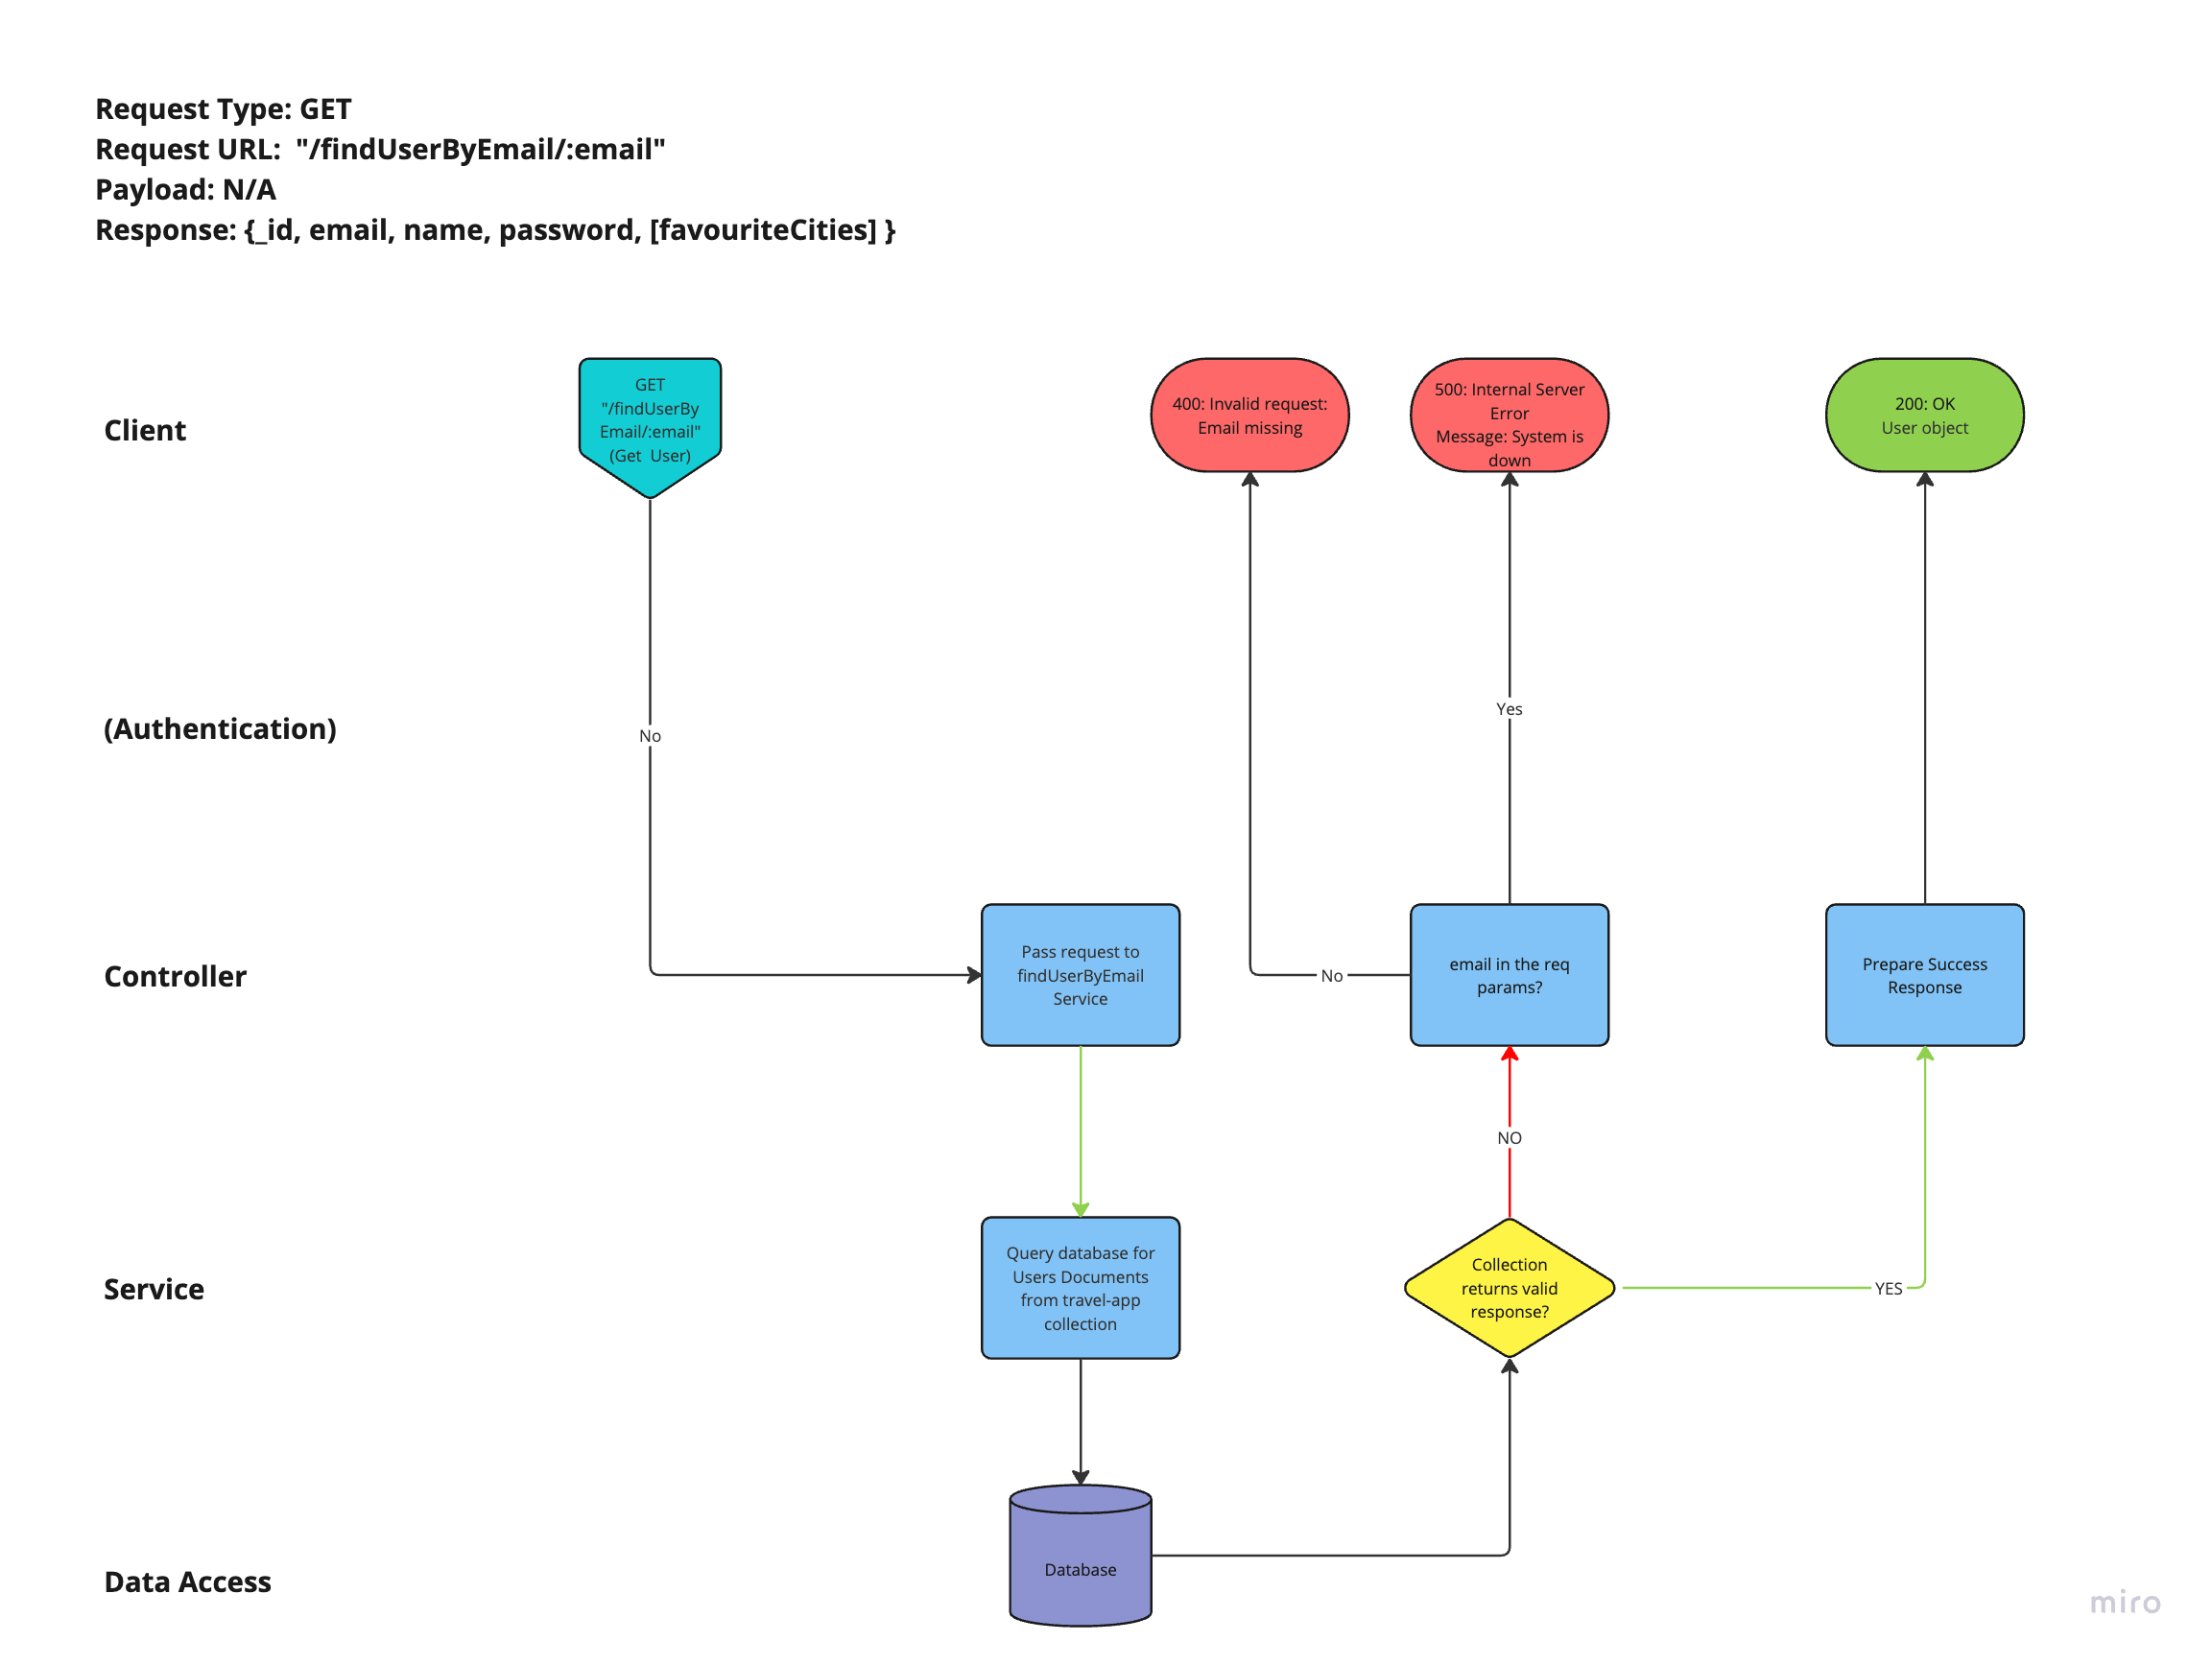 Request Type: GET
Request URL:  "/findUserByEmail/:email"
Payload: N/A
Response: {_id, email, name, password, [favouriteCities] }
Client
GET
"/findUserBy
Email/:email"
(Get  User)
400: Invalid request:
Email missing
500: Internal Server
Error
Message: System is
down
200: OK
User object
(Authentication)
No
Yes
Controller
Pass request to
findUserByEmail
Service
No
email in the req
params?
Prepare Success
Response
NO
Service
Query database for
Users Documents
from travel-app
collection
Collection
returns valid
response?
YES
Data Access
Database
miro